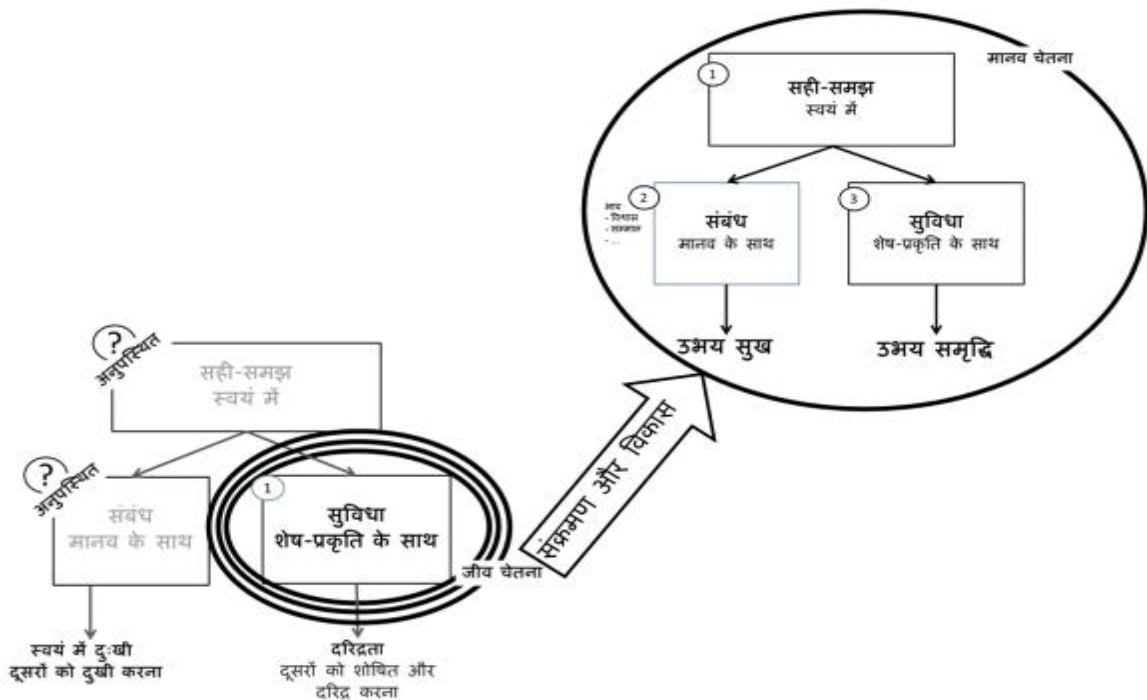 मानव चेतना
1
सही-समझ
स्वयं में
2
संबंध
मानव के साथ
भाव
- विश्वास
- सम्मान
- ...
3
सुविधा
शेष-प्रकृति के साथ
उभय सुख
उभय समृद्धि
संक्रमण और विकास
?
अनुपस्थित
सही-समझ
स्वयं में
?
अनुपस्थित
संबंध
मानव के साथ
1
सुविधा
शेष-प्रकृति के साथ
जीव चेतना
स्वयं में दुःखी
दूसरों को दुखी करना
दरिद्रता
दूसरों को शोषित और
दरिद्र करना